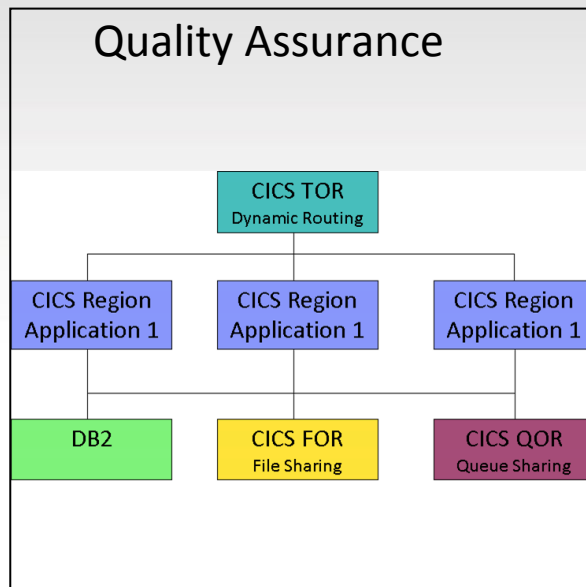 Quality Assurance
CICS TOR
Dynamic Routing
CICS Region
Application 1
CICS Region
Application 1
CICS Region
Application 1
DB2
CICS FOR
File Sharing
CICS QOR
Queue Sharing